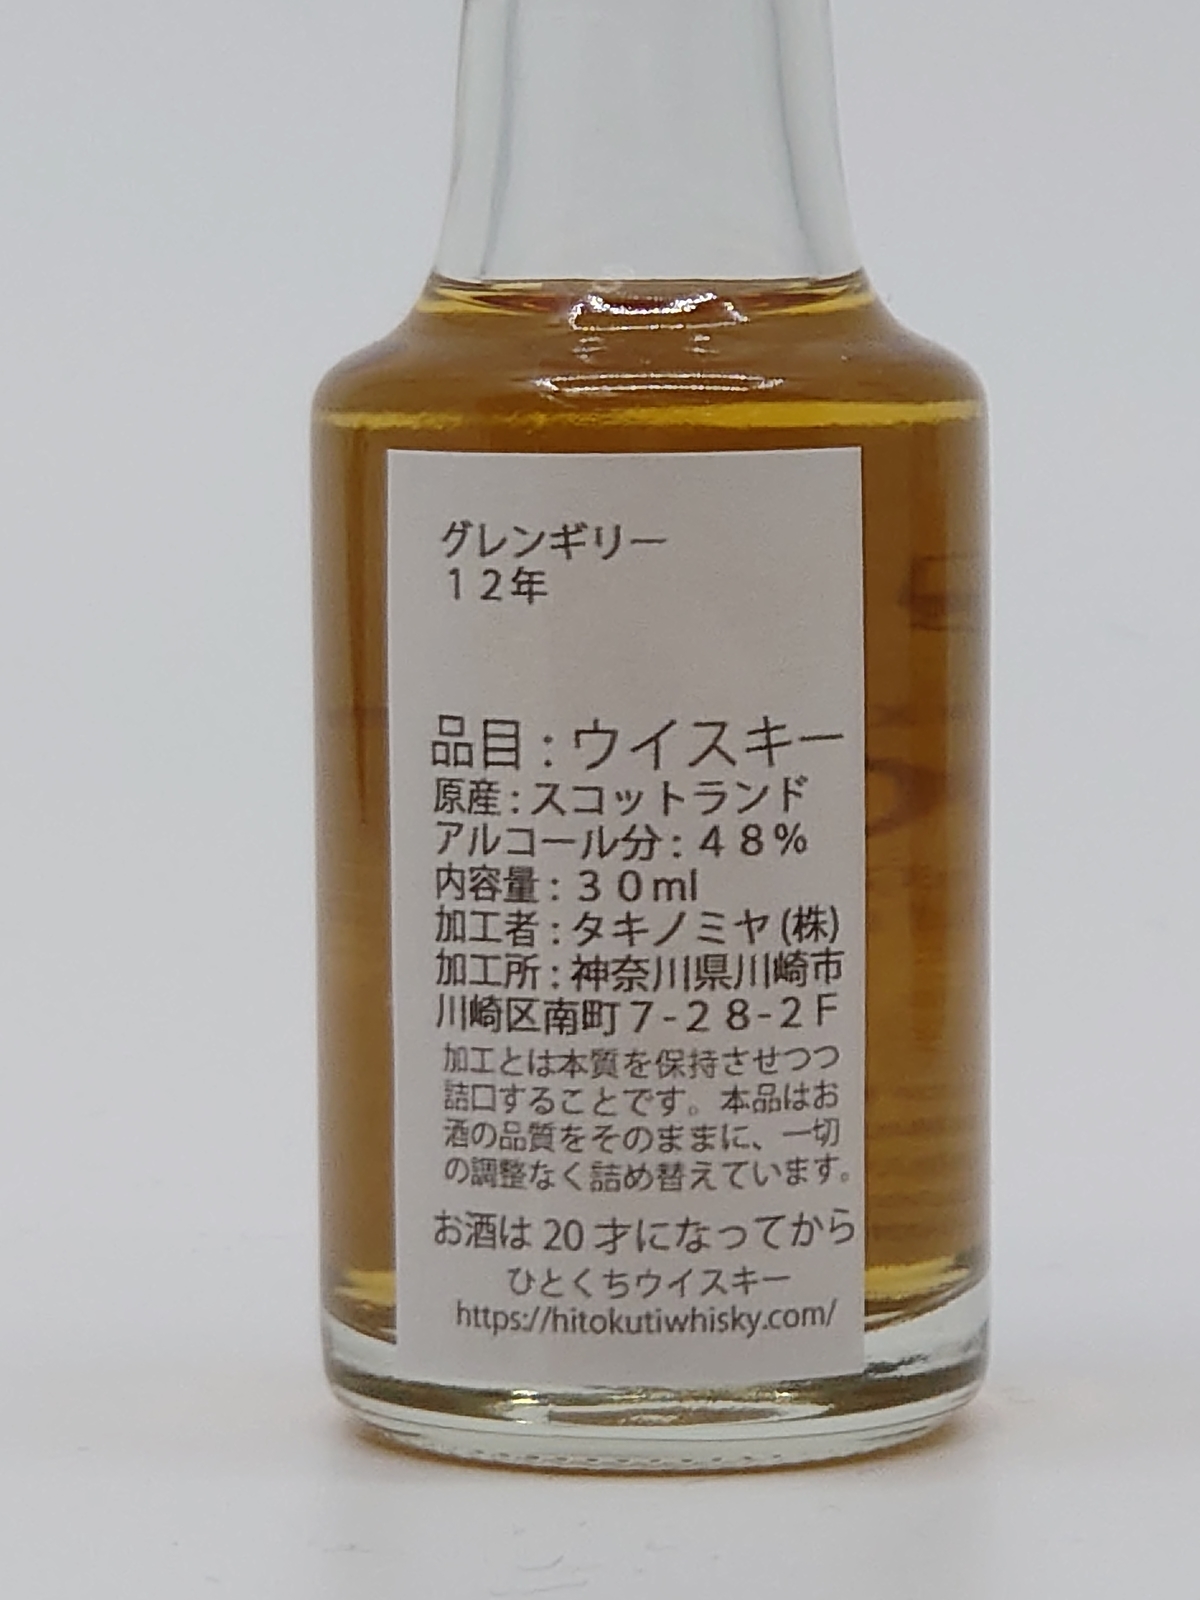 グレンギリー
１２年
品目：ウイスキー
原産：スコットランド
アルコール分：４８%
内容量：３０ml
加工者：タキノミヤ(株)
加工所：神奈川県川崎市
川崎区南町７-２８-２Ｆ
加工とは本質を保持させつつ
詰口することです。本品はお
酒の品質をそのままに、一切
の調整なく詰め替えています。
お酒は20才になってから
ひとくちウイスキー
https://hitokutiwhisky.com/